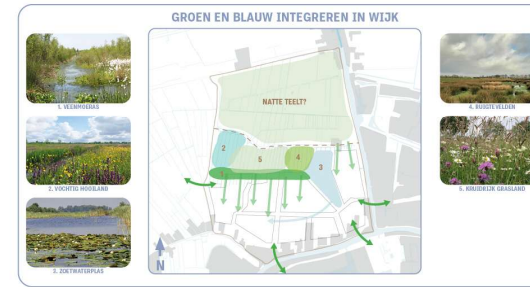 GROEN EN BLAUW INTEGREREN IN WIJK
1. VEENMOERAS
2. VOCHTIG HOOILAND
3. ZOETWATERPLAS
NATTE TEELT?
2
5
4
3
N
4. RUIGTEVELDEN
5. KRUIDRIJK GRASLAND